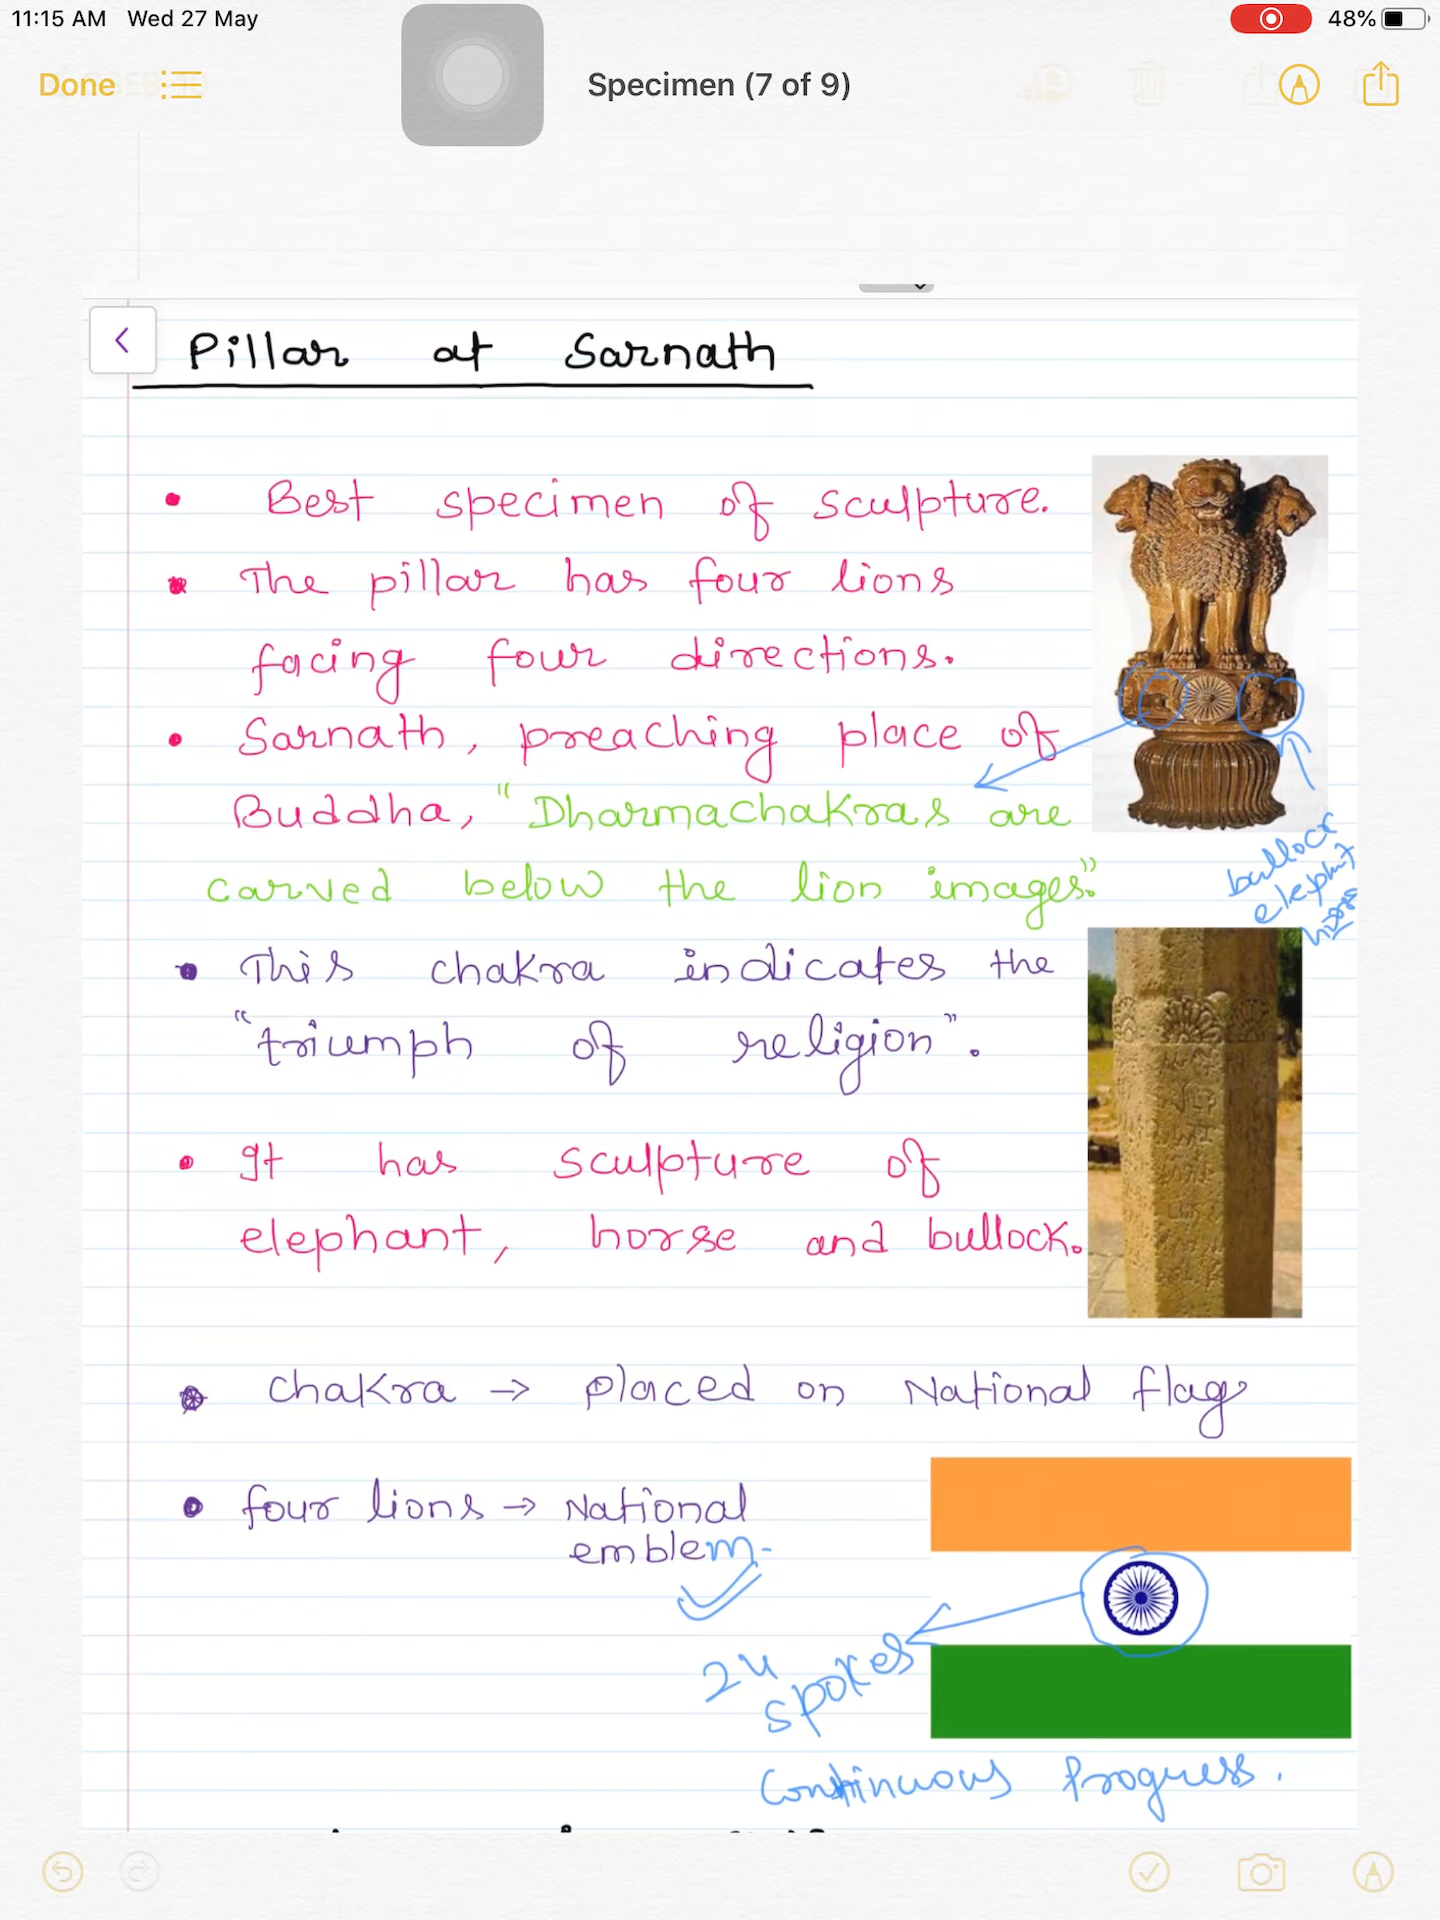 11:15 AM Wed 27 May
48%
Done
Specimen (7 of 9)
Pillar at Sarnath
• Best specimen of sculpture.
• The pillar has four lions
facing four directions.
• Sarnath, preaching place of
Buddha, "Dharmachakras are
carved below the lion images."
bullock
elephant
horse
• This chakra indicates the
"triumph of religion".
• It has sculpture of
elephant, horse and bullock.
• Chakra → placed on National flag
• four lions → National
emblem.
24
spokes
Continuous Progress.